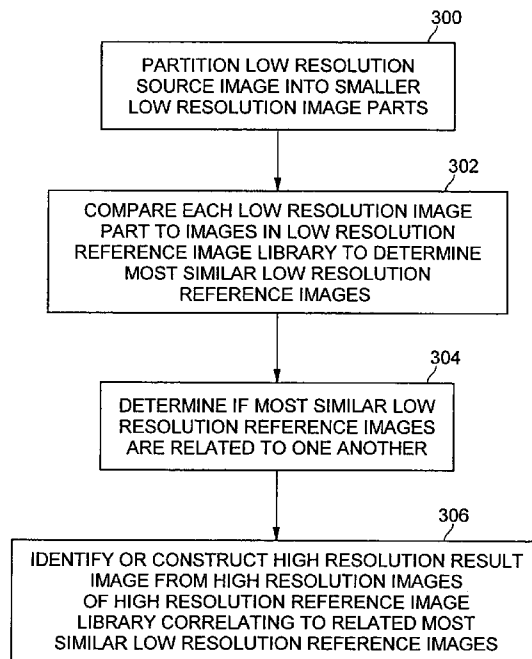 300
PARTITION LOW RESOLUTION
SOURCE IMAGE INTO SMALLER
LOW RESOLUTION IMAGE PARTS
302
COMPARE EACH LOW RESOLUTION IMAGE
PART TO IMAGES IN LOW RESOLUTION
REFERENCE IMAGE LIBRARY TO DETERMINE
MOST SIMILAR LOW RESOLUTION
REFERENCE IMAGES
304
DETERMINE IF MOST SIMILAR LOW
RESOLUTION REFERENCE IMAGES
ARE RELATED TO ONE ANOTHER
306
IDENTIFY OR CONSTRUCT HIGH RESOLUTION RESULT
IMAGE FROM HIGH RESOLUTION IMAGES
OF HIGH RESOLUTION REFERENCE IMAGE
LIBRARY CORRELATING TO RELATED MOST
SIMILAR LOW RESOLUTION REFERENCE IMAGES